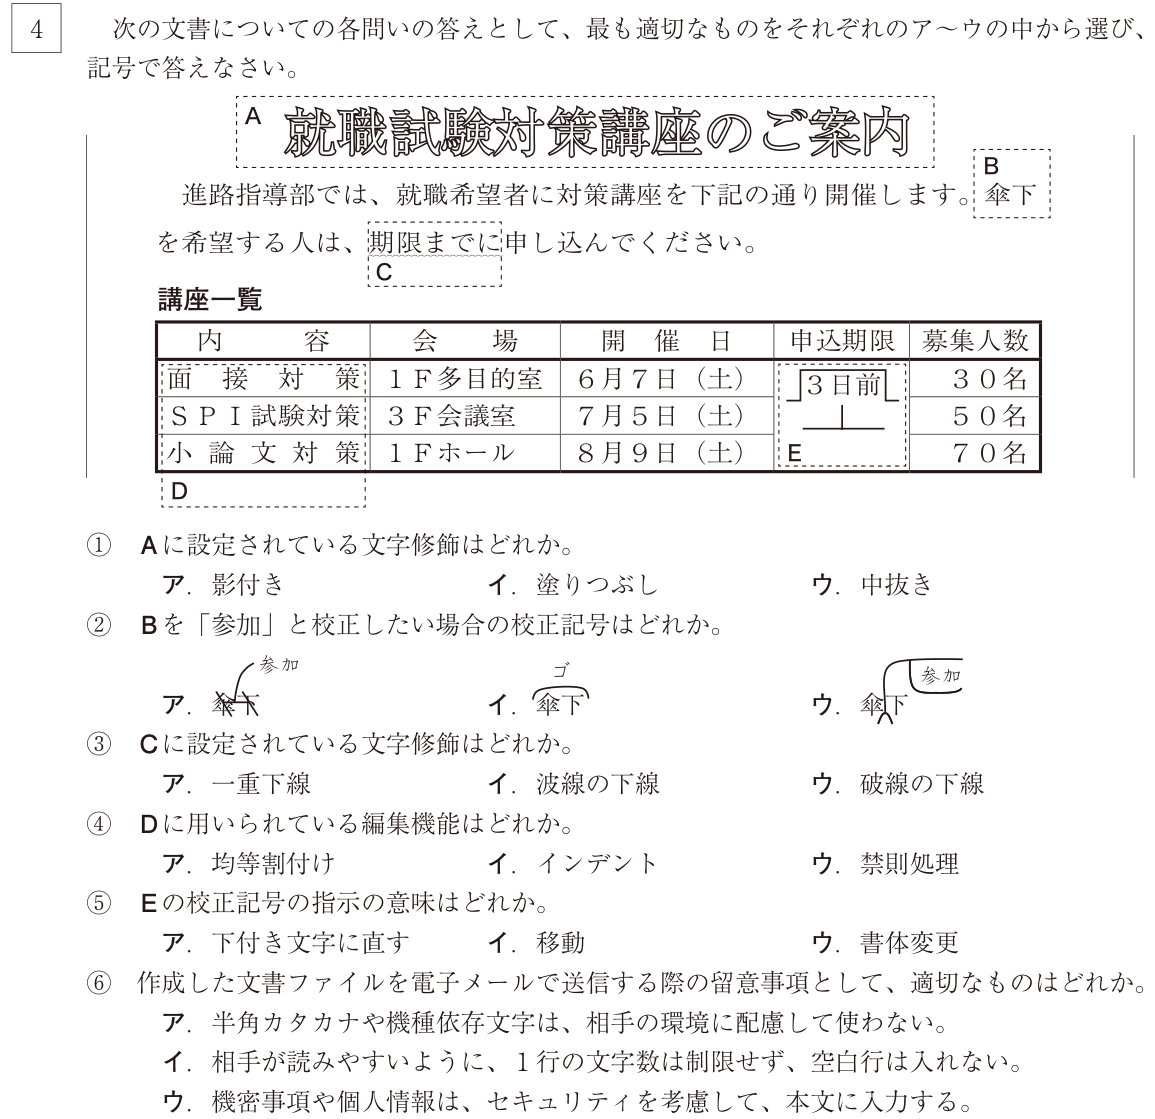 4　次の文書についての各問いの答えとして、最も適切なものをそれぞれのア～ウの中から選び、
記号で答えなさい。
A 就職試験対策講座のご案内
進路指導部では、就職希望者に対策講座を下記の通り開催します。B 傘下
を希望する人は、期限までに申し込んでください。
C
講座一覧
内容　会場　開催日　申込期限　募集人数
面接対策　１Ｆ多目的室　６月７日（土）　３日前　３０名
ＳＰＩ試験対策　３Ｆ会議室　７月５日（土）　５０名
小論文対策　１Ｆホール　８月９日（土）　E　７０名
D
①　Aに設定されている文字修飾はどれか。
ア．影付き　イ．塗りつぶし　ウ．中抜き
②　Bを「参加」と校正したい場合の校正記号はどれか。
参加　ゴ　参加
ア．傘下　イ．傘下　ウ．傘下
③　Cに設定されている文字修飾はどれか。
ア．一重下線　イ．波線の下線　ウ．破線の下線
④　Dに用いられている編集機能はどれか。
ア．均等割付け　イ．インデント　ウ．禁則処理
⑤　Eの校正記号の指示の意味はどれか。
ア．下付き文字に直す　イ．移動　ウ．書体変更
⑥　作成した文書ファイルを電子メールで送信する際の留意事項として、適切なものはどれか。
ア．半角カタカナや機種依存文字は、相手の環境に配慮して使わない。
イ．相手が読みやすいように、１行の文字数は制限せず、空白行は入れない。
ウ．機密事項や個人情報は、セキュリティを考慮して、本文に入力する。